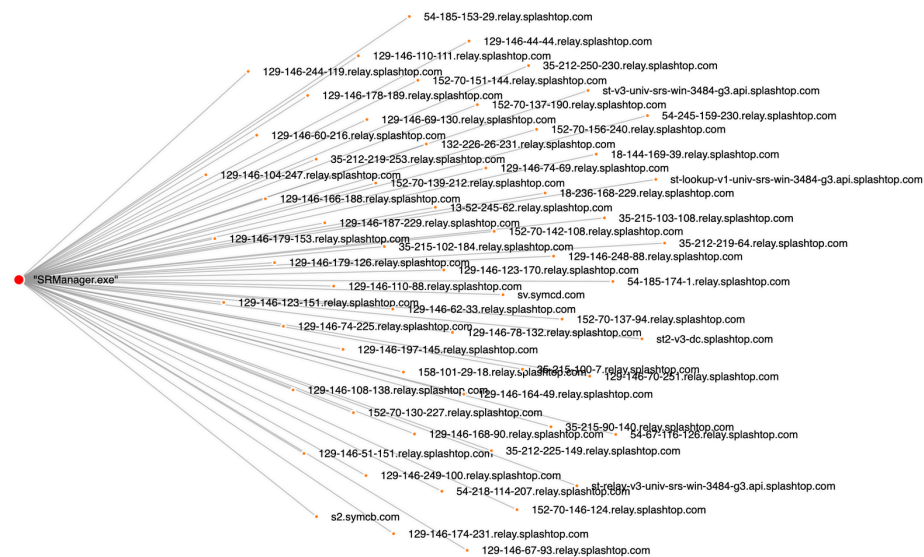 54-185-153-29.relay.splashtop.com
129-146-44-44.relay.splashtop.com
129-146-110-111.relay.splashtop.com
35-212-250-230.relay.splashtop.com
129-146-244-119.relay.splashtop.com
152-70-151-144.relay.splashtop.com
st-v3-univ-srs-win-3484-g3.api.splashtop.com
129-146-178-189.relay.splashtop.com
152-70-137-190.relay.splashtop.com
54-245-159-230.relay.splashtop.com
129-146-69-130.relay.splashtop.com
152-70-156-240.relay.splashtop.com
129-146-60-216.relay.splashtop.com
132-226-26-231.relay.splashtop.com
18-144-169-39.relay.splashtop.com
35-212-219-253.relay.splashtop.com
129-146-74-69.relay.splashtop.com
129-146-104-247.relay.splashtop.com
st-lookup-v1-univ-srs-win-3484-g3.api.splashtop.com
152-70-139-212.relay.splashtop.com
18-236-168-229.relay.splashtop.com
129-146-166-188.relay.splashtop.com
13-52-245-62.relay.splashtop.com
35-215-103-108.relay.splashtop.com
129-146-187-229.relay.splashtop.com
152-70-142-108.relay.splashtop.com
129-146-179-153.relay.splashtop.com
35-212-219-64.relay.splashtop.com
35-215-102-184.relay.splashtop.com
129-146-248-88.relay.splashtop.com
129-146-179-126.relay.splashtop.com
129-146-123-170.relay.splashtop.com
"SRManager.exe"
54-185-174-1.relay.splashtop.com
129-146-110-88.relay.splashtop.com
sv.symcd.com
129-146-123-151.relay.splashtop.com
129-146-62-33.relay.splashtop.com
152-70-137-94.relay.splashtop.com
129-146-74-225.relay.splashtop.com
129-146-78-132.relay.splashtop.com
st2-v3-dc.splashtop.com
129-146-197-145.relay.splashtop.com
158-101-29-18.relay.splashtop.com
35-215-100-7.relay.splashtop.com
129-146-70-251.relay.splashtop.com
129-146-108-138.relay.splashtop.com
129-146-164-49.relay.splashtop.com
152-70-130-227.relay.splashtop.com
35-215-90-140.relay.splashtop.com
129-146-168-90.relay.splashtop.com
54-67-116-126.relay.splashtop.com
129-146-51-151.relay.splashtop.com
35-212-225-149.relay.splashtop.com
129-146-249-100.relay.splashtop.com
st-relay-v3-univ-srs-win-3484-g3.api.splashtop.com
54-218-114-207.relay.splashtop.com
152-70-146-124.relay.splashtop.com
s2.symcb.com
129-146-174-231.relay.splashtop.com
129-146-67-93.relay.splashtop.com